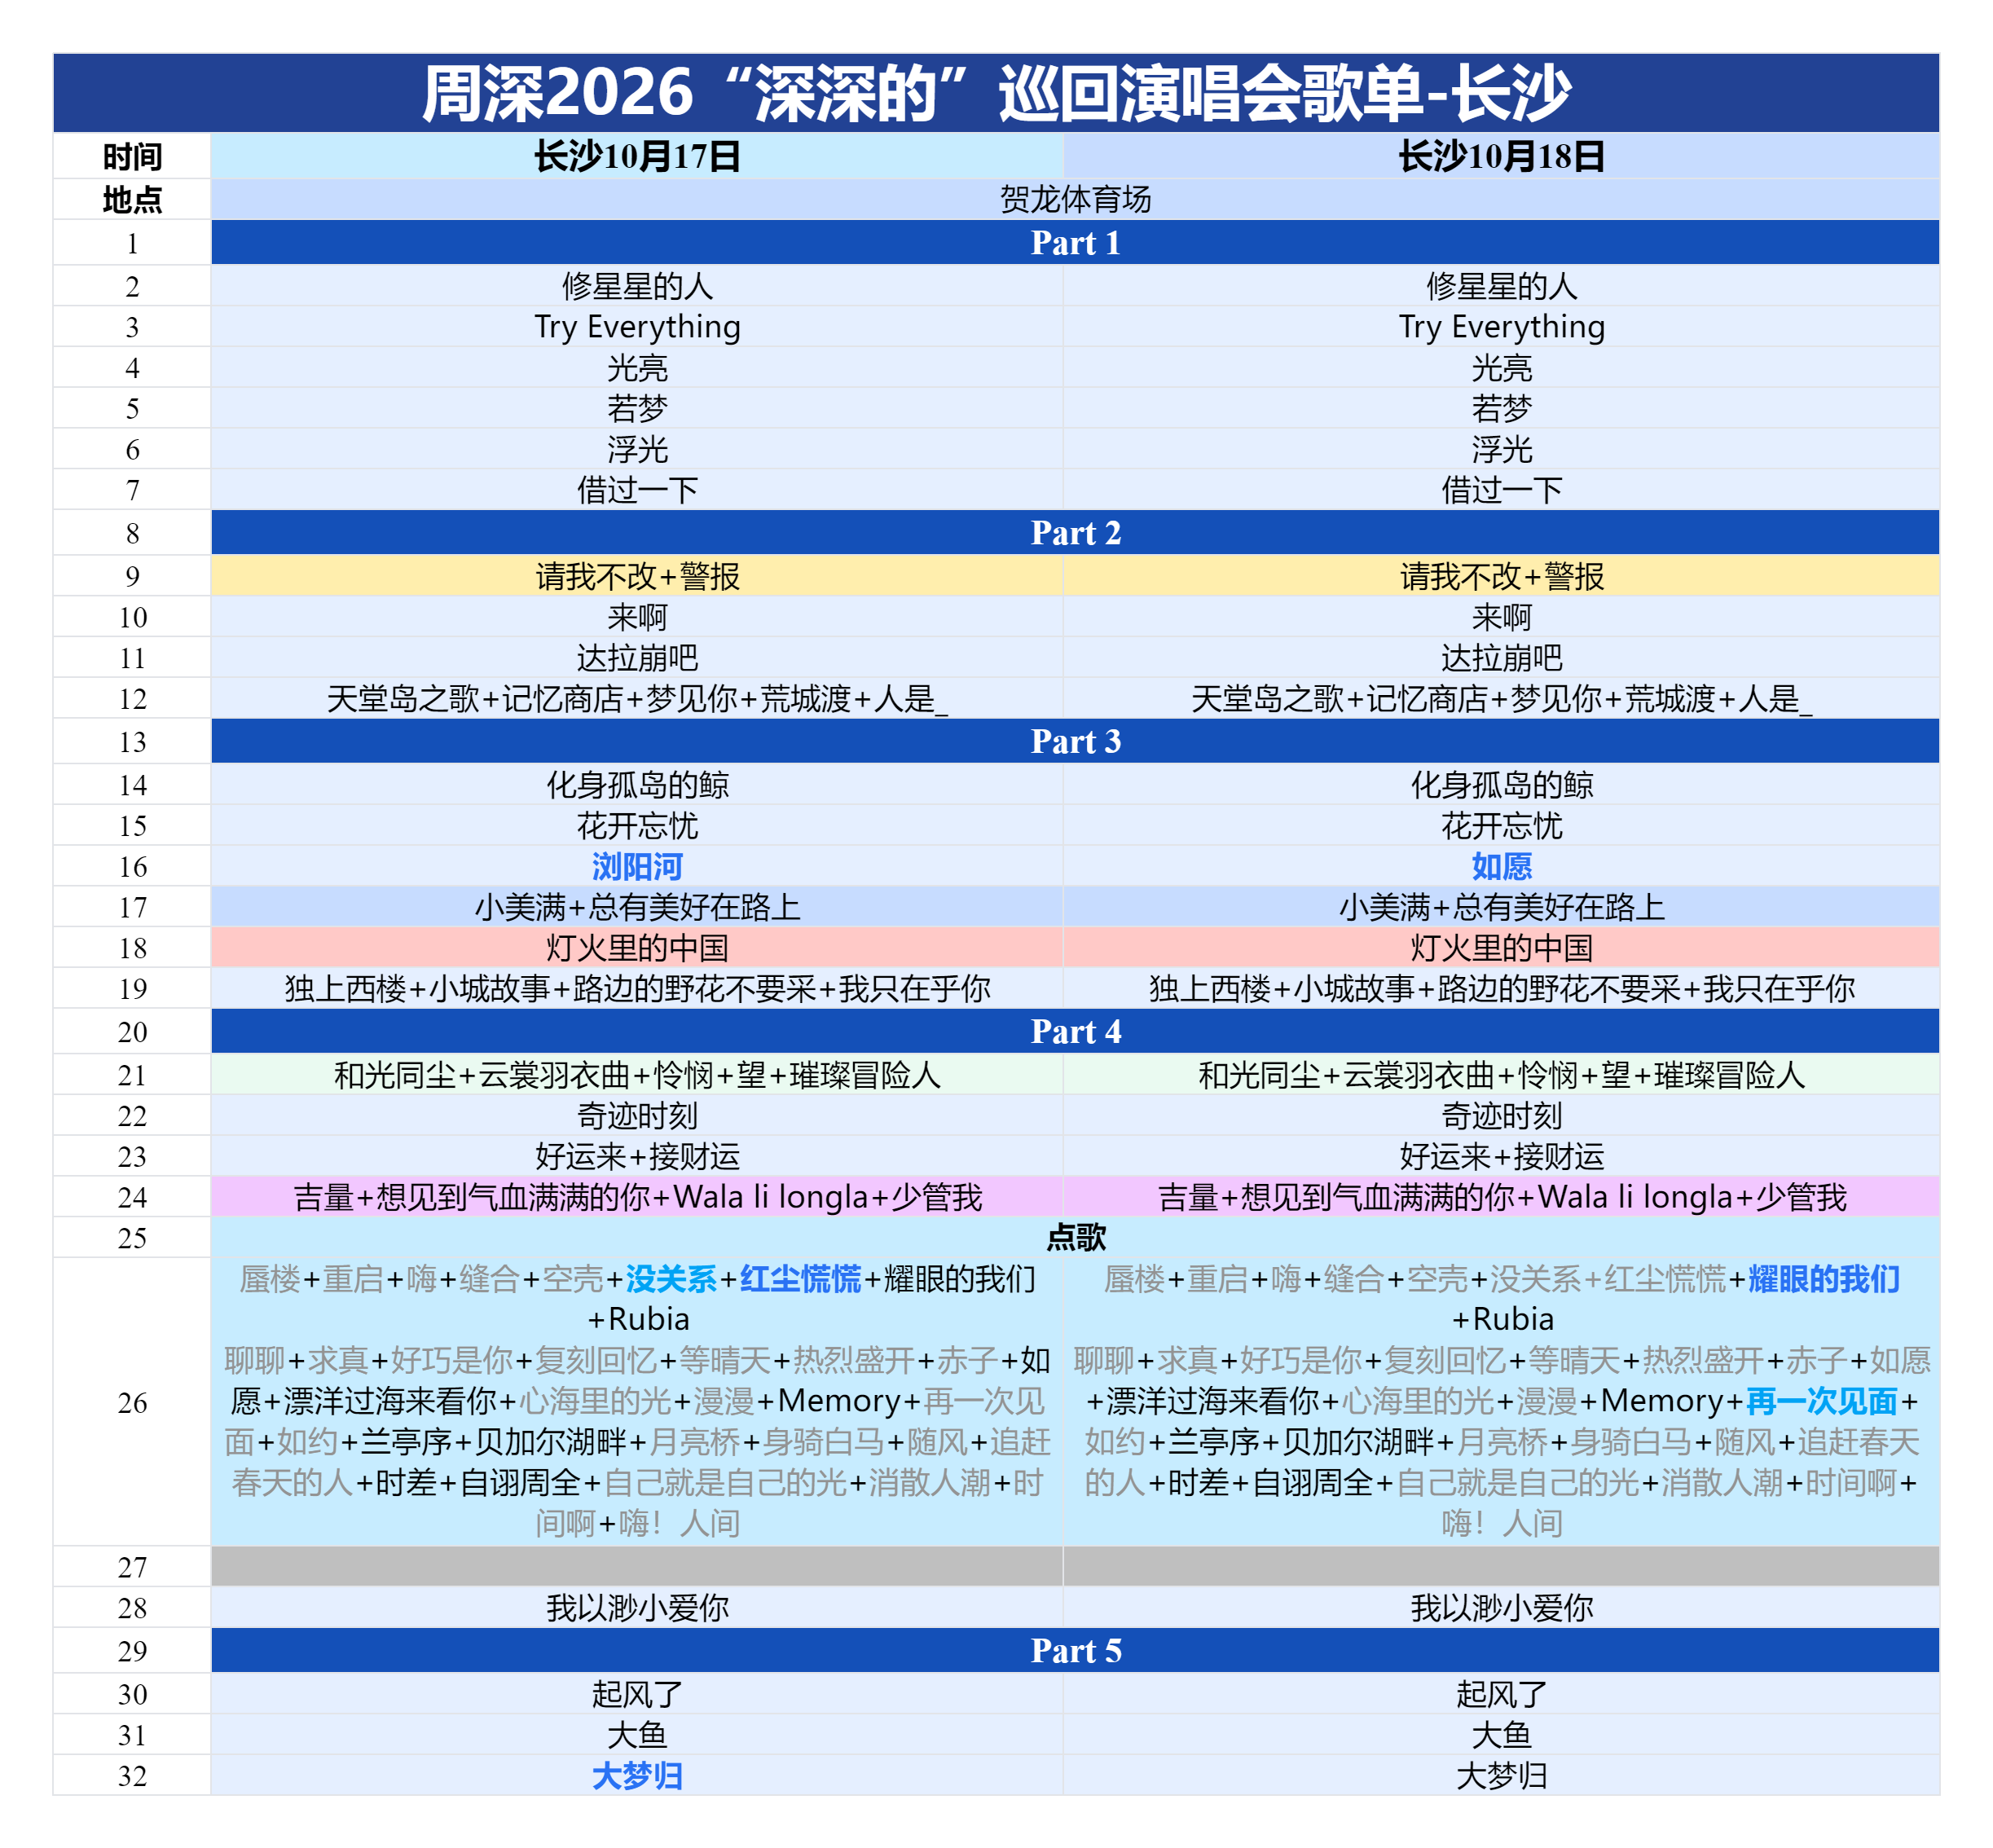 周深2026“深深的”巡回演唱会歌单-长沙
时间 长沙10月17日 长沙10月18日
地点 贺龙体育场
1 Part 1
2 修星星的人 修星星的人
3 Try Everything Try Everything
4 光亮 光亮
5 若梦 若梦
6 浮光 浮光
7 借过一下 借过一下
8 Part 2
9 请我不改+警报 请我不改+警报
10 来啊 来啊
11 达拉崩吧 达拉崩吧
12 天堂岛之歌+记忆商店+梦见你+荒城渡+人是_ 天堂岛之歌+记忆商店+梦见你+荒城渡+人是_
13 Part 3
14 化身孤岛的鲸 化身孤岛的鲸
15 花开忘忧 花开忘忧
16 浏阳河 如愿
17 小美满+总有美好在路上 小美满+总有美好在路上
18 灯火里的中国 灯火里的中国
19 独上西楼+小城故事+路边的野花不要采+我只在乎你 独上西楼+小城故事+路边的野花不要采+我只在乎你
20 Part 4
21 和光同尘+云裳羽衣曲+怜悯+望+璀璨冒险人 和光同尘+云裳羽衣曲+怜悯+望+璀璨冒险人
22 奇迹时刻 奇迹时刻
23 好运来+接财运 好运来+接财运
24 吉量+想见到气血满满的你+Wala li longla+少管我 吉量+想见到气血满满的你+Wala li longla+少管我
25 点歌
26
蜃楼+重启+嗨+缝合+空壳+没关系+红尘慌慌+耀眼的我们
+Rubia
聊聊+求真+好巧是你+复刻回忆+等晴天+热烈盛开+赤子+如
愿+漂洋过海来看你+心海里的光+漫漫+Memory+再一次见
面+如约+兰亭序+贝加尔湖畔+月亮桥+身骑白马+随风+追赶
春天的人+时差+自诩周全+自己就是自己的光+消散人潮+时
间啊+嗨！人间
蜃楼+重启+嗨+缝合+空壳+没关系+红尘慌慌+耀眼的我们
+Rubia
聊聊+求真+好巧是你+复刻回忆+等晴天+热烈盛开+赤子+如愿
+漂洋过海来看你+心海里的光+漫漫+Memory+再一次见面+
如约+兰亭序+贝加尔湖畔+月亮桥+身骑白马+随风+追赶春天
的人+时差+自诩周全+自己就是自己的光+消散人潮+时间啊+
嗨！人间
27
28 我以渺小爱你 我以渺小爱你
29 Part 5
30 起风了 起风了
31 大鱼 大鱼
32 大梦归 大梦归